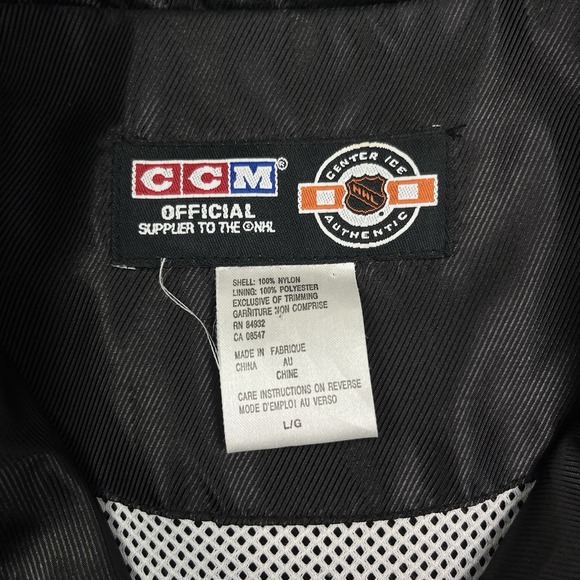 CCM®
OFFICIAL
SUPPLIER TO THE ©NHL
CENTER ICE
NHL
AUTHENTIC
SHELL: 100% NYLON
LINING: 100% POLYESTER
EXCLUSIVE OF TRIMMING
GARNITURE NON COMPRISE
RN 84932
CA 08547
MADE IN FABRIQUE
CHINA AU
CHINE
CARE INSTRUCTIONS ON REVERSE
MODE D'EMPLOI AU VERSO
L/G